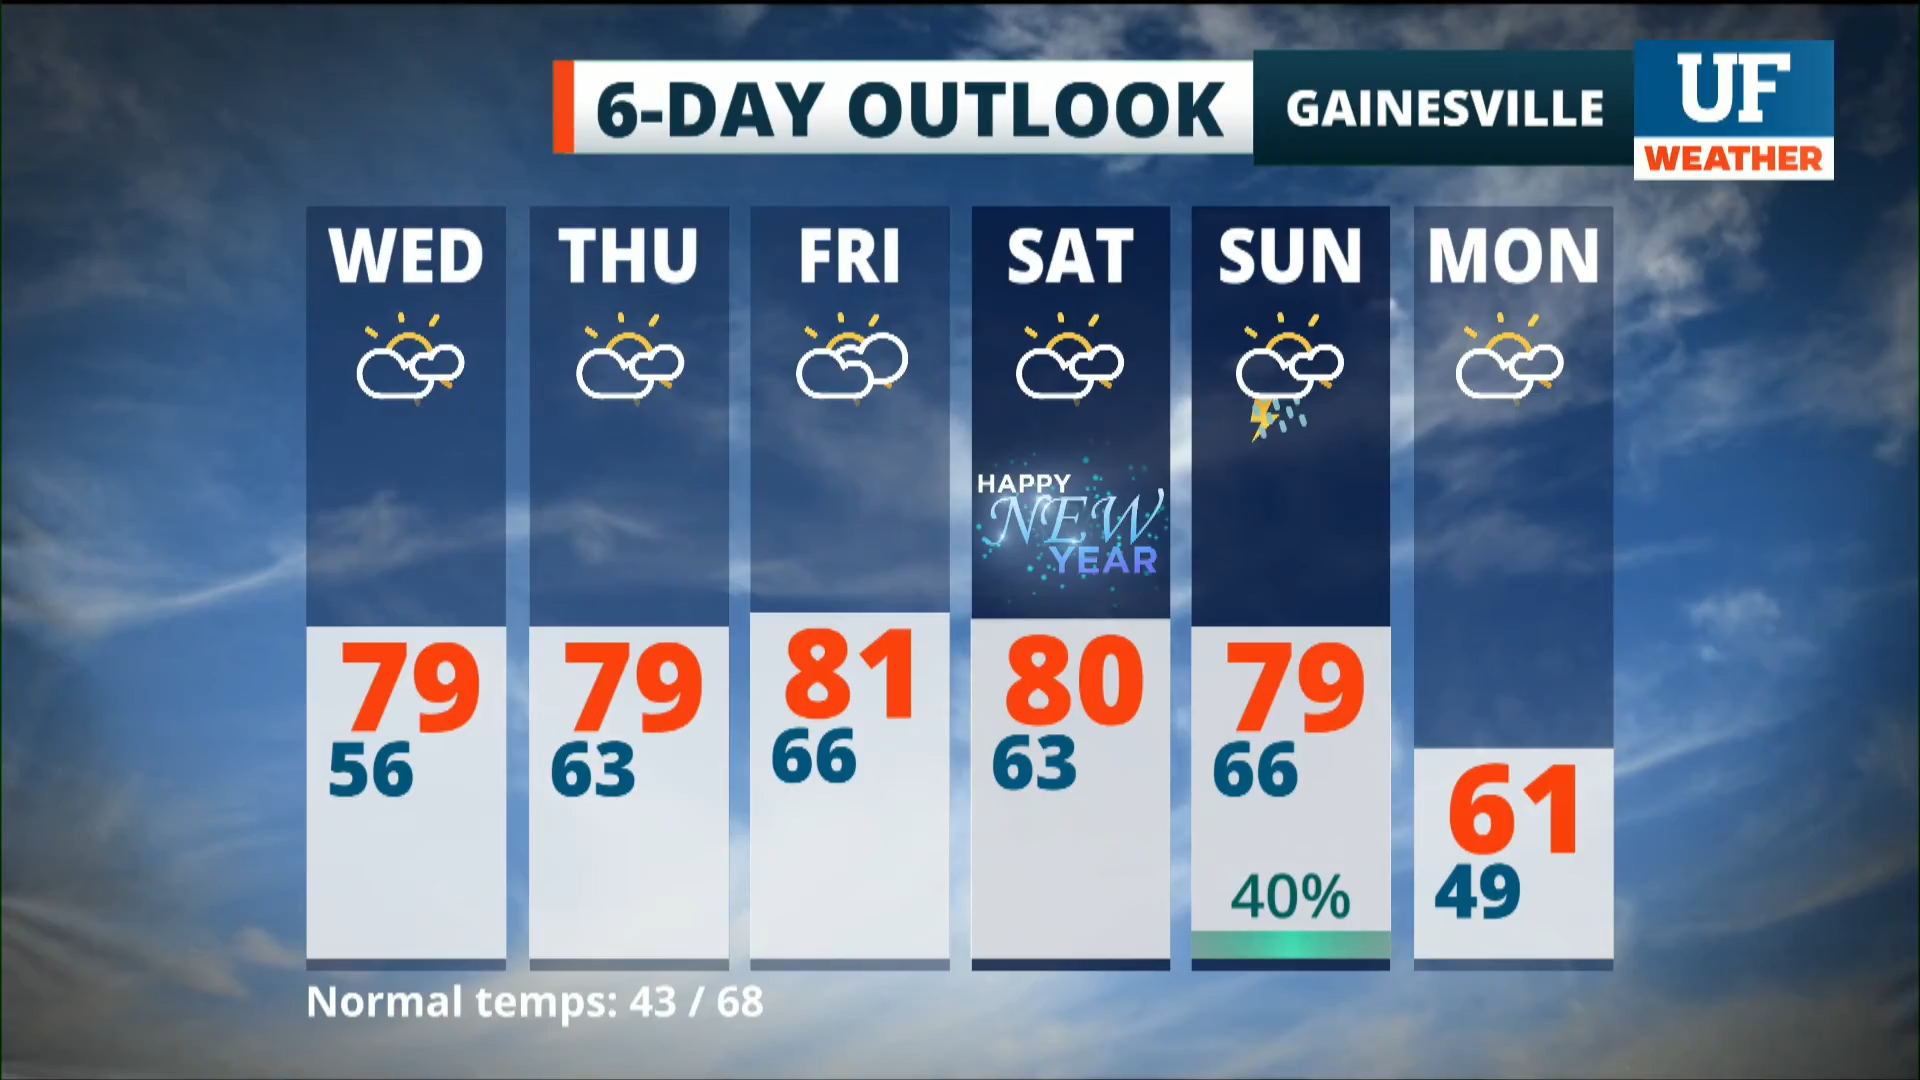 6-DAY OUTLOOK GAINESVILLE UF
WEATHER
WED THU FRI SAT SUN MON
HAPPY
NEW
YEAR
79 79 81 80 79 61
56 63 66 63 66 49
40%
Normal temps: 43 / 68